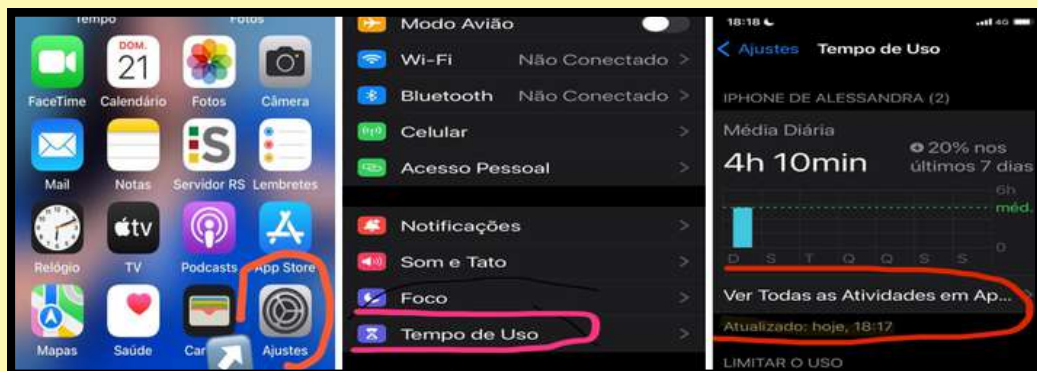 Tempo Fotos
DOM.
21
FaceTime Calendário Fotos Câmera
S
Mail Notas Servidor RS Lembretes
tv
Relógio TV Podcasts App Store
Mapas Saúde Ajustes
Modo Avião
Wi-Fi Não Conectado >
Bluetooth Não Conectado >
Celular >
Acesso Pessoal >
Notificações >
Som e Tato >
Foco >
Tempo de Uso >
18:18 4G
< Ajustes Tempo de Uso
IPHONE DE ALESSANDRA (2)
Média Diária
4h 10min 20% nos
últimos 7 dias
6h
méd.
0
D S T Q Q S S
Ver Todas as Atividades em Ap... >
Atualizado: hoje, 18:17
LIMITAR O USO